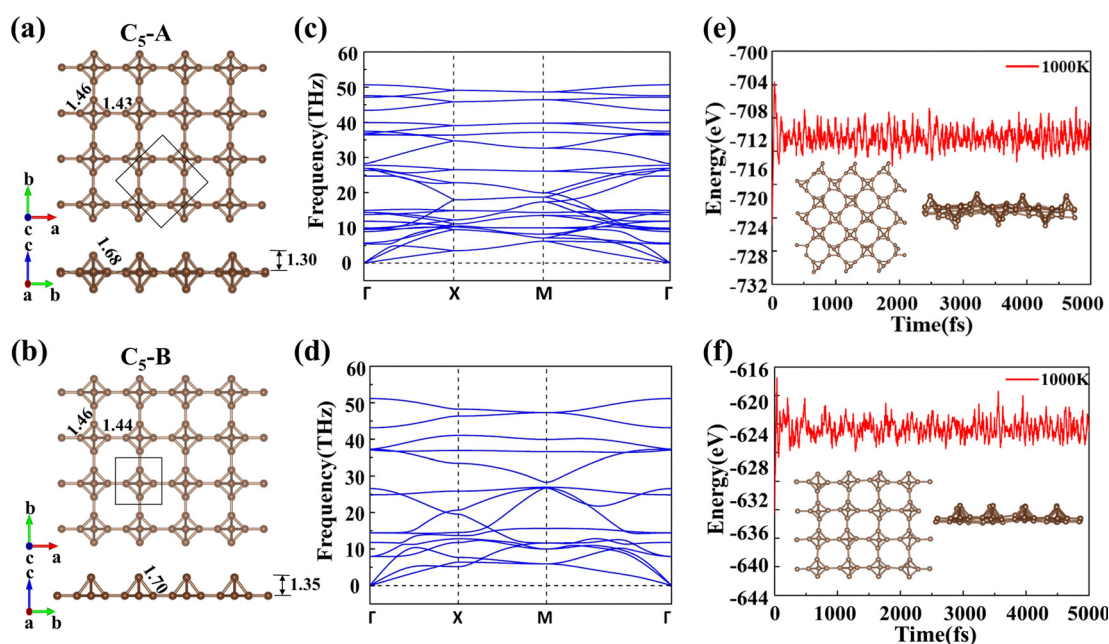 (a)
C5-A
1.46
1.43
b
c
a
c
a
b
1.68
1.30
(c)
Frequency(THz)
60
50
40
30
20
10
0
Γ
X
M
Γ
(e)
Energy(eV)
-700
-704
-708
-712
-716
-720
-724
-728
-732
1000K
0
1000
2000
3000
4000
5000
Time(fs)
(b)
C5-B
1.46
1.44
b
c
a
c
a
b
1.70
1.35
(d)
Frequency(THz)
60
50
40
30
20
10
0
Γ
X
M
Γ
(f)
Energy(eV)
-616
-620
-624
-628
-632
-636
-640
-644
1000K
0
1000
2000
3000
4000
5000
Time(fs)